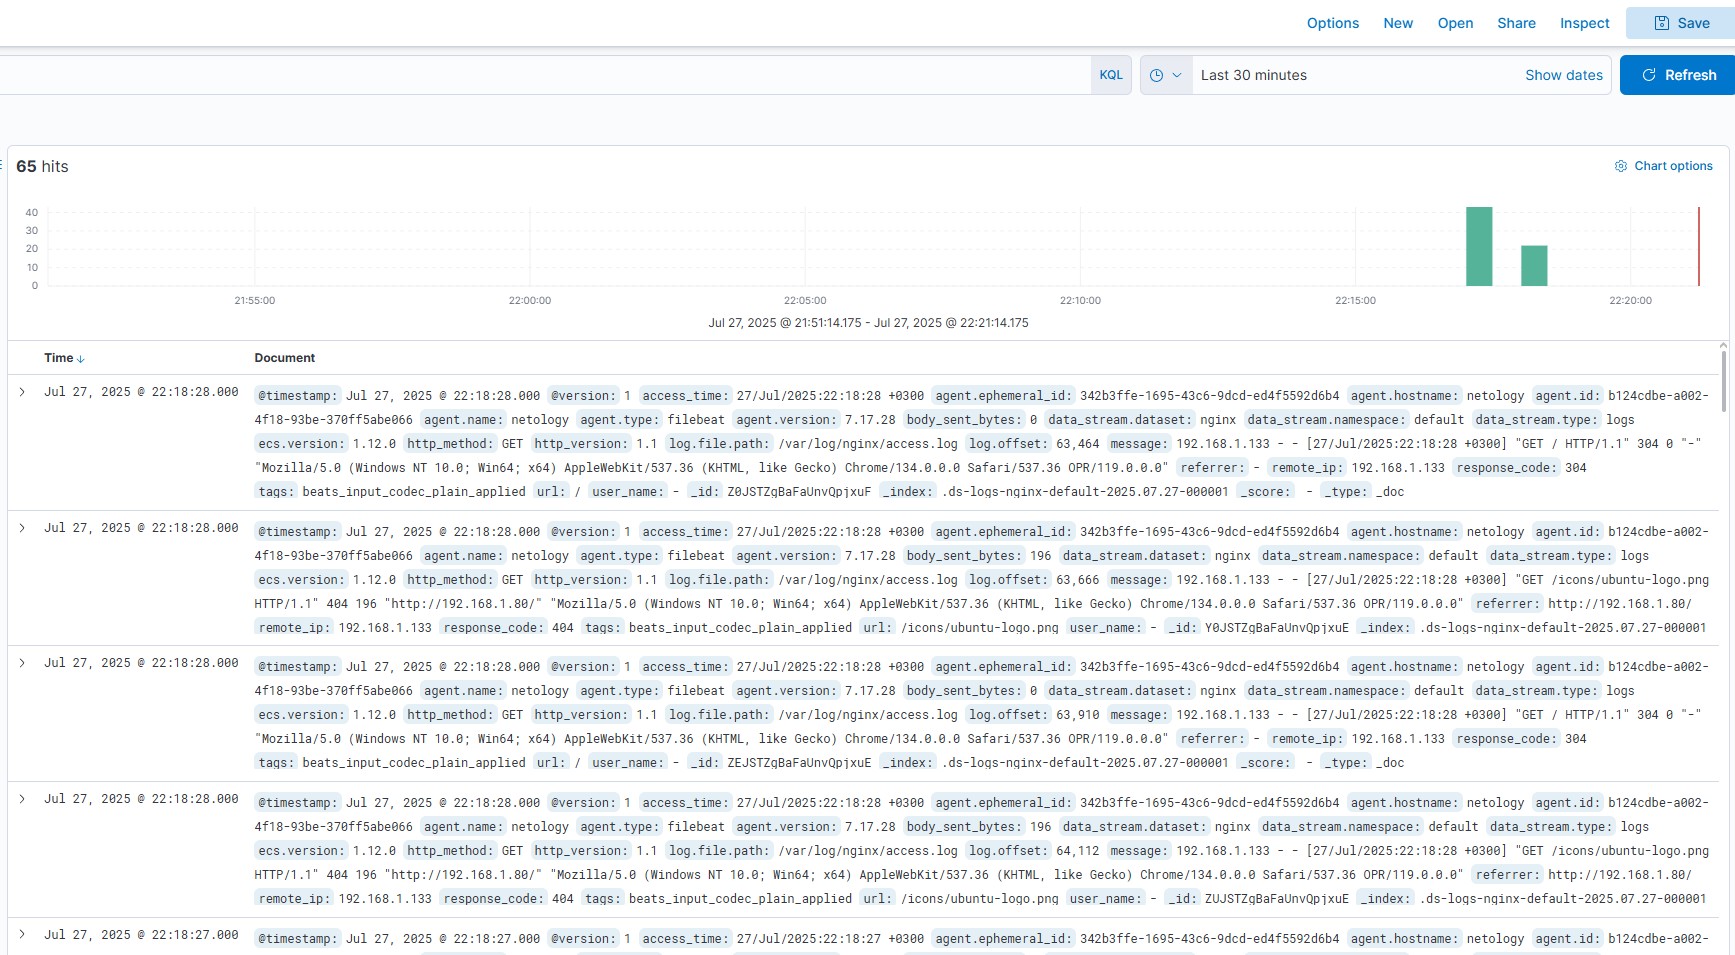 Options New Open Share Inspect Save
KQL Last 30 minutes Show dates Refresh
65 hits Chart options
40
30
20
10
0
21:55:00 22:00:00 22:05:00 22:10:00 22:15:00 22:20:00
Jul 27, 2025 @ 21:51:14.175 - Jul 27, 2025 @ 22:21:14.175
Time Document
Jul 27, 2025 @ 22:18:28.000 @timestamp: Jul 27, 2025 @ 22:18:28.000 @version: 1 access_time: 27/Jul/2025:22:18:28 +0300 agent.ephemeral_id: 342b3ffe-1695-43c6-9dcd-ed4f5592d6b4 agent.hostname: netology agent.id: b124cdbe-a002-
4f18-93be-370ff5abe066 agent.name: netology agent.type: filebeat agent.version: 7.17.28 body_sent_bytes: 0 data_stream.dataset: nginx data_stream.namespace: default data_stream.type: logs
ecs.version: 1.12.0 http_method: GET http_version: 1.1 log.file.path: /var/log/nginx/access.log log.offset: 63,464 message: 192.168.1.133 - - [27/Jul/2025:22:18:28 +0300] "GET / HTTP/1.1" 304 0 "-"
"Mozilla/5.0 (Windows NT 10.0; Win64; x64) AppleWebKit/537.36 (KHTML, like Gecko) Chrome/134.0.0.0 Safari/537.36 OPR/119.0.0.0" referrer: - remote_ip: 192.168.1.133 response_code: 304
tags: beats_input_codec_plain_applied url: / user_name: - _id: Z0JSTZgBaFaUnvQpjxuF _index: .ds-logs-nginx-default-2025.07.27-000001 _score: - _type: _doc
Jul 27, 2025 @ 22:18:28.000 @timestamp: Jul 27, 2025 @ 22:18:28.000 @version: 1 access_time: 27/Jul/2025:22:18:28 +0300 agent.ephemeral_id: 342b3ffe-1695-43c6-9dcd-ed4f5592d6b4 agent.hostname: netology agent.id: b124cdbe-a002-
4f18-93be-370ff5abe066 agent.name: netology agent.type: filebeat agent.version: 7.17.28 body_sent_bytes: 196 data_stream.dataset: nginx data_stream.namespace: default data_stream.type: logs
ecs.version: 1.12.0 http_method: GET http_version: 1.1 log.file.path: /var/log/nginx/access.log log.offset: 63,666 message: 192.168.1.133 - - [27/Jul/2025:22:18:28 +0300] "GET /icons/ubuntu-logo.png
HTTP/1.1" 404 196 "http://192.168.1.80/" "Mozilla/5.0 (Windows NT 10.0; Win64; x64) AppleWebKit/537.36 (KHTML, like Gecko) Chrome/134.0.0.0 Safari/537.36 OPR/119.0.0.0" referrer: http://192.168.1.80/
remote_ip: 192.168.1.133 response_code: 404 tags: beats_input_codec_plain_applied url: /icons/ubuntu-logo.png user_name: - _id: Y0JSTZgBaFaUnvQpjxuE _index: .ds-logs-nginx-default-2025.07.27-000001
Jul 27, 2025 @ 22:18:28.000 @timestamp: Jul 27, 2025 @ 22:18:28.000 @version: 1 access_time: 27/Jul/2025:22:18:28 +0300 agent.ephemeral_id: 342b3ffe-1695-43c6-9dcd-ed4f5592d6b4 agent.hostname: netology agent.id: b124cdbe-a002-
4f18-93be-370ff5abe066 agent.name: netology agent.type: filebeat agent.version: 7.17.28 body_sent_bytes: 0 data_stream.dataset: nginx data_stream.namespace: default data_stream.type: logs
ecs.version: 1.12.0 http_method: GET http_version: 1.1 log.file.path: /var/log/nginx/access.log log.offset: 63,910 message: 192.168.1.133 - - [27/Jul/2025:22:18:28 +0300] "GET / HTTP/1.1" 304 0 "-"
"Mozilla/5.0 (Windows NT 10.0; Win64; x64) AppleWebKit/537.36 (KHTML, like Gecko) Chrome/134.0.0.0 Safari/537.36 OPR/119.0.0.0" referrer: - remote_ip: 192.168.1.133 response_code: 304
tags: beats_input_codec_plain_applied url: / user_name: - _id: ZEJSTZgBaFaUnvQpjxuE _index: .ds-logs-nginx-default-2025.07.27-000001 _score: - _type: _doc
Jul 27, 2025 @ 22:18:28.000 @timestamp: Jul 27, 2025 @ 22:18:28.000 @version: 1 access_time: 27/Jul/2025:22:18:28 +0300 agent.ephemeral_id: 342b3ffe-1695-43c6-9dcd-ed4f5592d6b4 agent.hostname: netology agent.id: b124cdbe-a002-
4f18-93be-370ff5abe066 agent.name: netology agent.type: filebeat agent.version: 7.17.28 body_sent_bytes: 196 data_stream.dataset: nginx data_stream.namespace: default data_stream.type: logs
ecs.version: 1.12.0 http_method: GET http_version: 1.1 log.file.path: /var/log/nginx/access.log log.offset: 64,112 message: 192.168.1.133 - - [27/Jul/2025:22:18:28 +0300] "GET /icons/ubuntu-logo.png
HTTP/1.1" 404 196 "http://192.168.1.80/" "Mozilla/5.0 (Windows NT 10.0; Win64; x64) AppleWebKit/537.36 (KHTML, like Gecko) Chrome/134.0.0.0 Safari/537.36 OPR/119.0.0.0" referrer: http://192.168.1.80/
remote_ip: 192.168.1.133 response_code: 404 tags: beats_input_codec_plain_applied url: /icons/ubuntu-logo.png user_name: - _id: ZUJSTZgBaFaUnvQpjxuE _index: .ds-logs-nginx-default-2025.07.27-000001
Jul 27, 2025 @ 22:18:27.000 @timestamp: Jul 27, 2025 @ 22:18:27.000 @version: 1 access_time: 27/Jul/2025:22:18:27 +0300 agent.ephemeral_id: 342b3ffe-1695-43c6-9dcd-ed4f5592d6b4 agent.hostname: netology agent.id: b124cdbe-a002-